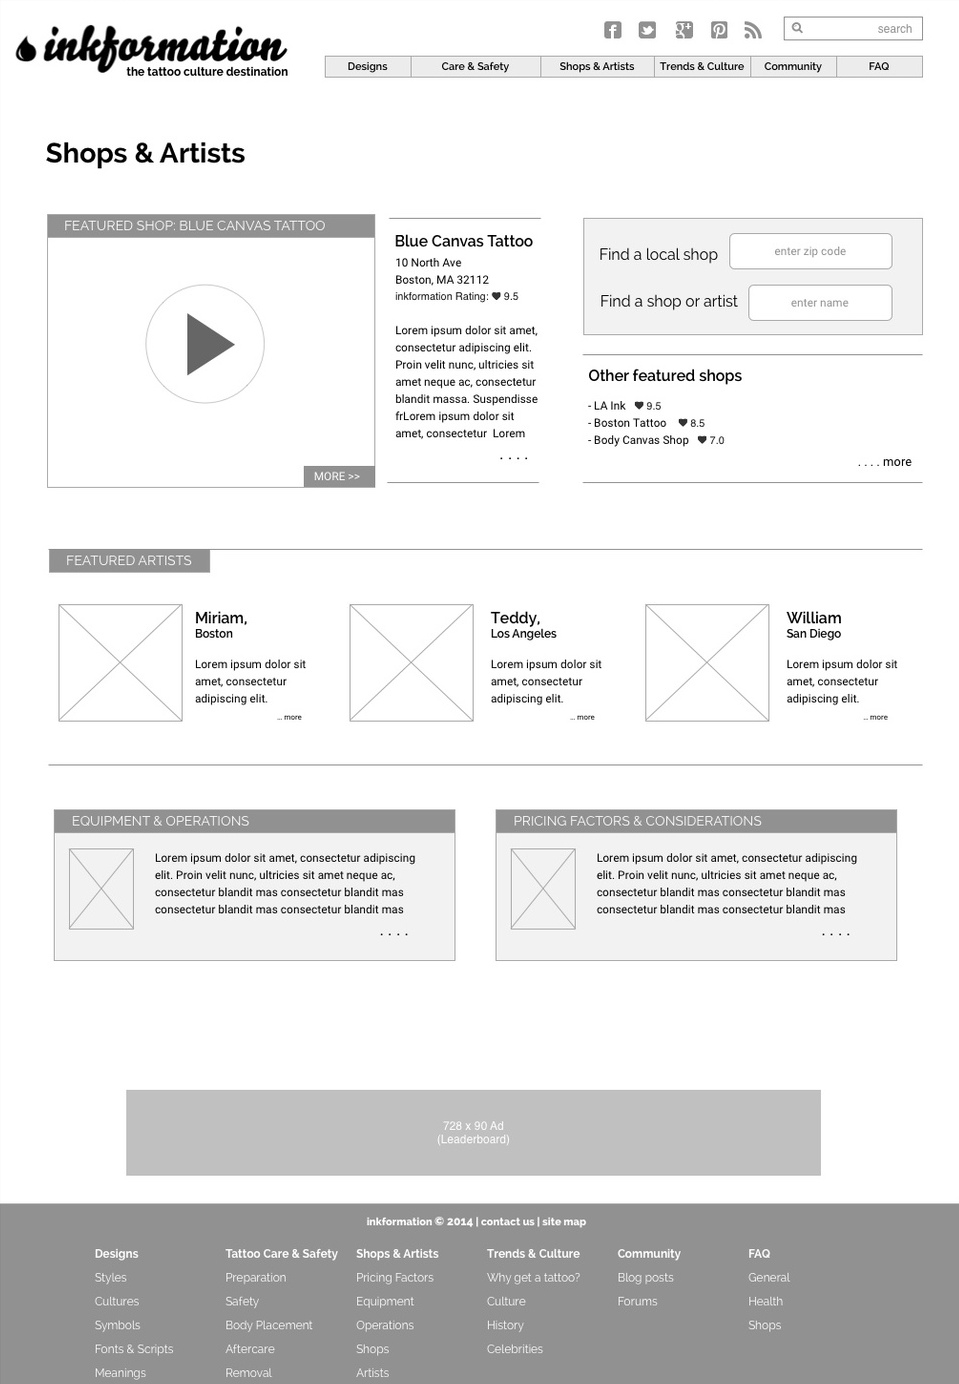 inkformation
the tattoo culture destination
search
Designs
Care & Safety
Shops & Artists
Trends & Culture
Community
FAQ
Shops & Artists
FEATURED SHOP: BLUE CANVAS TATTOO
MORE >>
Blue Canvas Tattoo
10 North Ave
Boston, MA 32112
inkformation Rating: ♥ 9.5
Lorem ipsum dolor sit amet,
consectetur adipiscing elit.
Proin velit nunc, ultricies sit
amet neque ac, consectetur
blandit massa. Suspendisse
frLorem ipsum dolor sit
amet, consectetur  Lorem
. . . .
Find a local shop
enter zip code
Find a shop or artist
enter name
Other featured shops
- LA Ink ♥ 9.5
- Boston Tattoo ♥ 8.5
- Body Canvas Shop ♥ 7.0
. . . . more
FEATURED ARTISTS
Miriam,
Boston
Lorem ipsum dolor sit
amet, consectetur
adipiscing elit.
... more
Teddy,
Los Angeles
Lorem ipsum dolor sit
amet, consectetur
adipiscing elit.
... more
William
San Diego
Lorem ipsum dolor sit
amet, consectetur
adipiscing elit.
... more
EQUIPMENT & OPERATIONS
Lorem ipsum dolor sit amet, consectetur adipiscing
elit. Proin velit nunc, ultricies sit amet neque ac,
consectetur blandit mas consectetur blandit mas
consectetur blandit mas consectetur blandit mas
. . . .
PRICING FACTORS & CONSIDERATIONS
Lorem ipsum dolor sit amet, consectetur adipiscing
elit. Proin velit nunc, ultricies sit amet neque ac,
consectetur blandit mas consectetur blandit mas
consectetur blandit mas consectetur blandit mas
. . . .
728 x 90 Ad
(Leaderboard)
inkformation © 2014 | contact us | site map
Designs
Styles
Cultures
Symbols
Fonts & Scripts
Meanings
Tattoo Care & Safety
Preparation
Safety
Body Placement
Aftercare
Removal
Shops & Artists
Pricing Factors
Equipment
Operations
Shops
Artists
Trends & Culture
Why get a tattoo?
Culture
History
Celebrities
Community
Blog posts
Forums
FAQ
General
Health
Shops